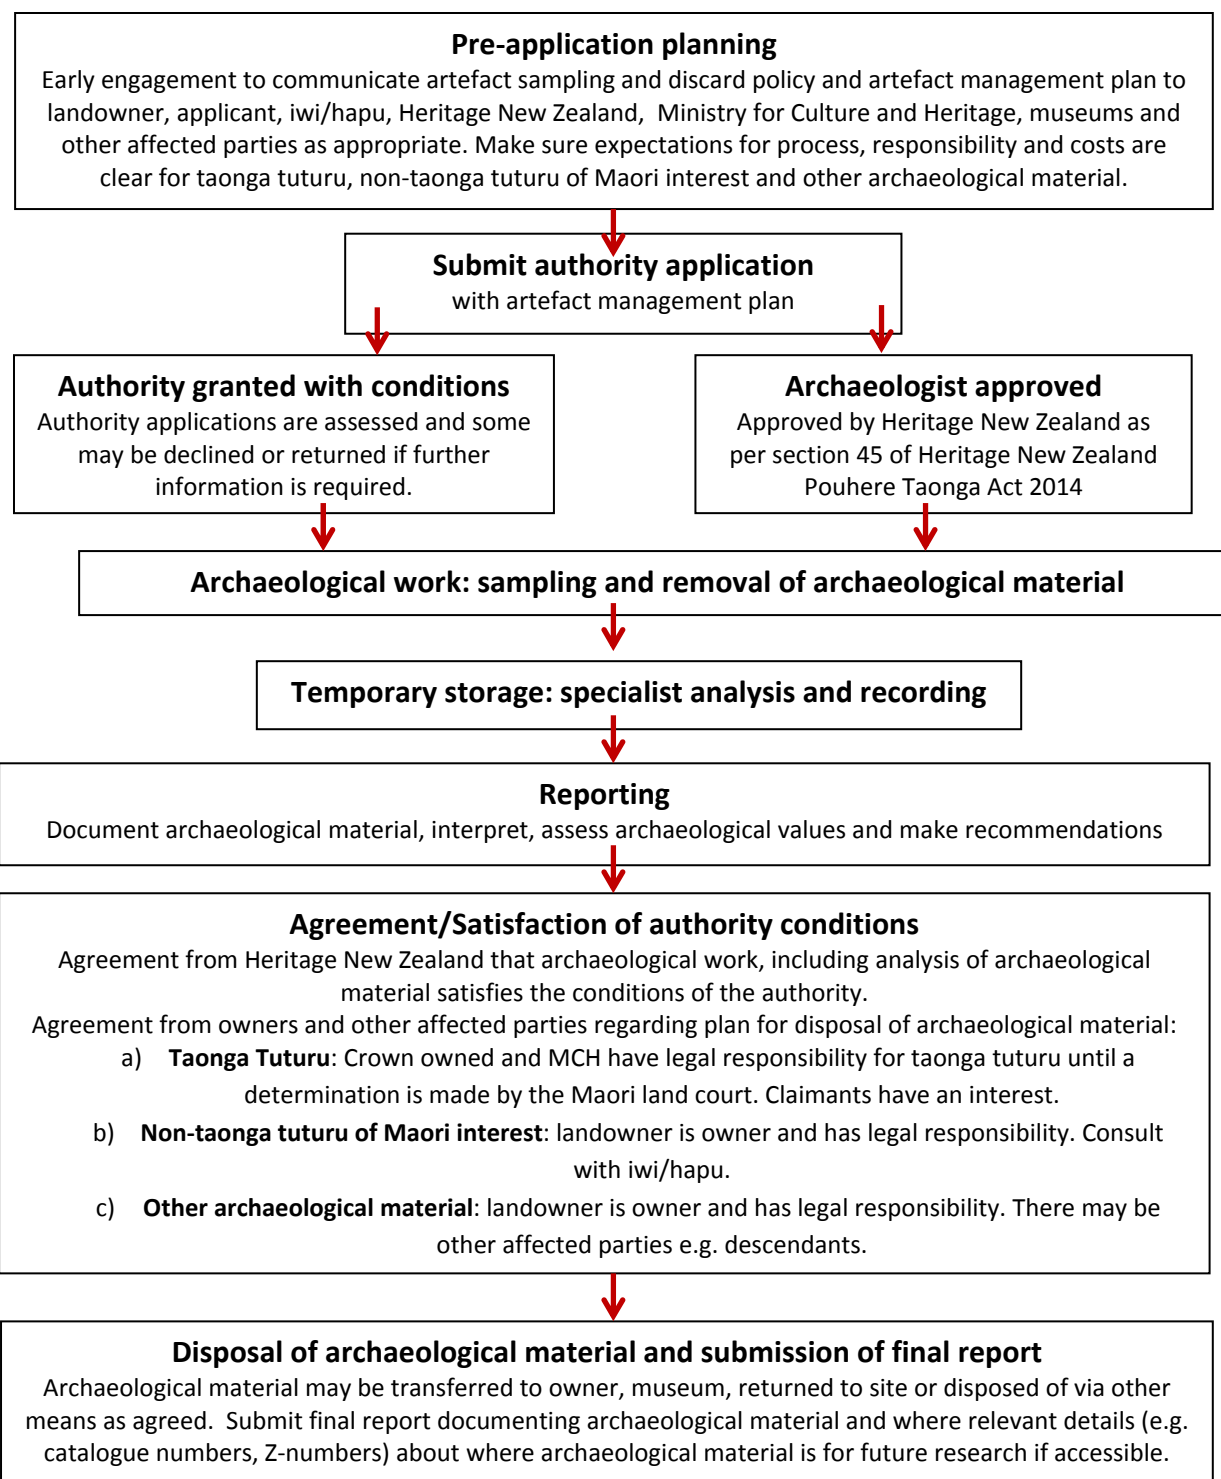 Pre-application planning
Early engagement to communicate artefact sampling and discard policy and artefact management plan to
landowner, applicant, iwi/hapu, Heritage New Zealand,  Ministry for Culture and Heritage, museums and
other affected parties as appropriate. Make sure expectations for process, responsibility and costs are
clear for taonga tuturu, non-taonga tuturu of Maori interest and other archaeological material.
Submit authority application
with artefact management plan
Authority granted with conditions
Authority applications are assessed and some
may be declined or returned if further
information is required.
Archaeologist approved
Approved by Heritage New Zealand as
per section 45 of Heritage New Zealand
Pouhere Taonga Act 2014
Archaeological work: sampling and removal of archaeological material
Temporary storage: specialist analysis and recording
Reporting
Document archaeological material, interpret, assess archaeological values and make recommendations
Agreement/Satisfaction of authority conditions
Agreement from Heritage New Zealand that archaeological work, including analysis of archaeological
material satisfies the conditions of the authority.
Agreement from owners and other affected parties regarding plan for disposal of archaeological material:
a) Taonga Tuturu: Crown owned and MCH have legal responsibility for taonga tuturu until a
determination is made by the Maori land court. Claimants have an interest.
b) Non-taonga tuturu of Maori interest: landowner is owner and has legal responsibility. Consult
with iwi/hapu.
c) Other archaeological material: landowner is owner and has legal responsibility. There may be
other affected parties e.g. descendants.
Disposal of archaeological material and submission of final report
Archaeological material may be transferred to owner, museum, returned to site or disposed of via other
means as agreed.  Submit final report documenting archaeological material and where relevant details (e.g.
catalogue numbers, Z-numbers) about where archaeological material is for future research if accessible.